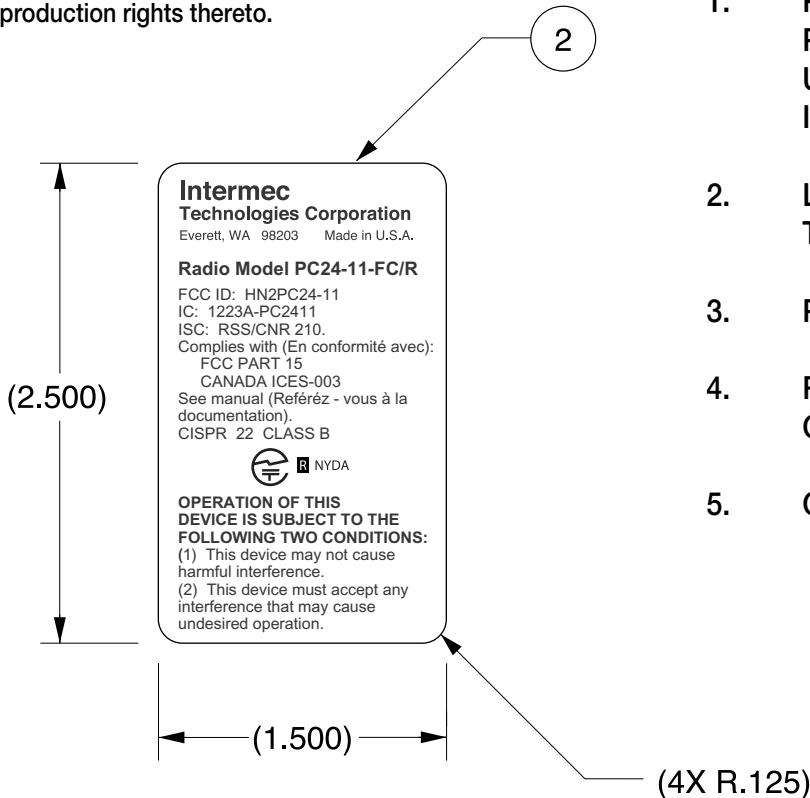 production rights thereto.
2
Intermec
Technologies Corporation
Everett, WA 98203 Made in U.S.A.
Radio Model PC24-11-FC/R
FCC ID: HN2PC24-11
IC: 1223A-PC2411
ISC: RSS/CNR 210.
Complies with (En conformité avec):
FCC PART 15
CANADA ICES-003
See manual (Reféréz - vous à la
documentation).
CISPR 22 CLASS B
R NYDA
OPERATION OF THIS
DEVICE IS SUBJECT TO THE
FOLLOWING TWO CONDITIONS:
(1) This device may not cause
harmful interference.
(2) This device must accept any
interference that may cause
undesired operation.
(2.500)
(1.500)
(4X R.125)
1.
2.
3.
4.
5.